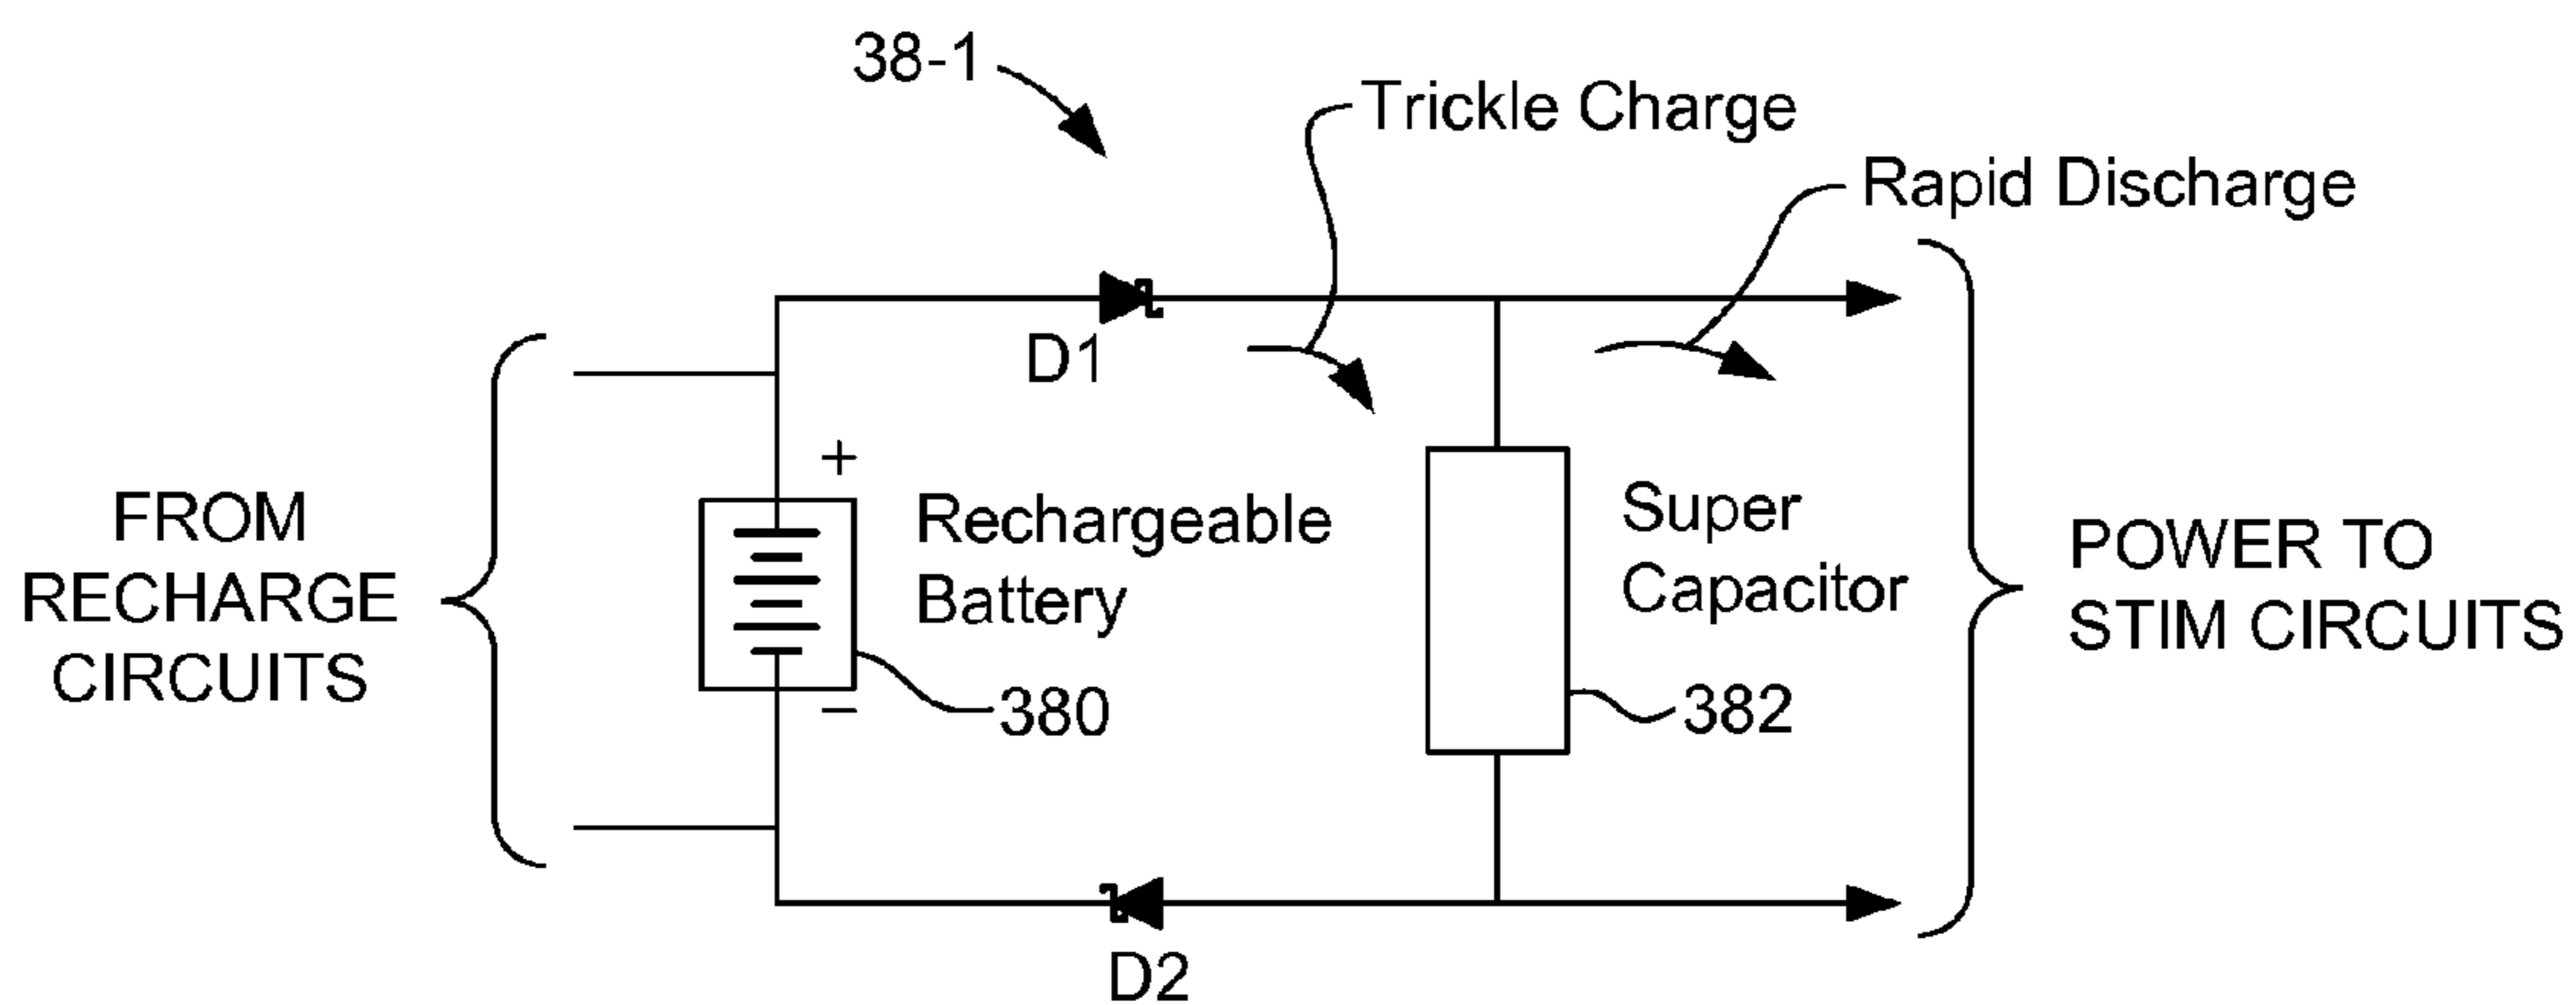 38-1
Trickle Charge
Rapid Discharge
D1
+
FROM
RECHARGE
CIRCUITS
Rechargeable
Battery
−
380
Super
Capacitor
382
POWER TO
STIM CIRCUITS
D2